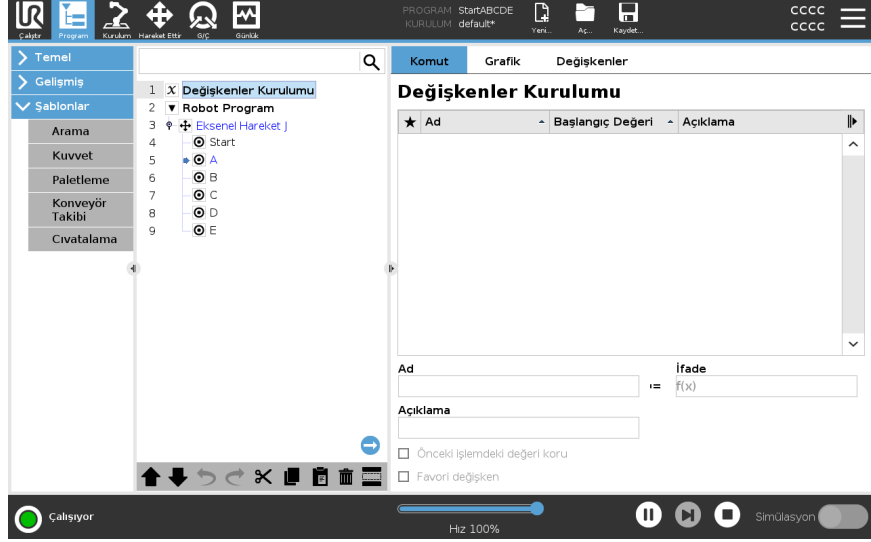 PROGRAM StartABCDE
KURULUM default*
CCCC
CCCC
Çalıştır
Program
Kurulum
Hareket Ettir
G/Ç
Günlük
Yeni...
Aç...
Kaydet...
Temel
Gelişmiş
Şablonlar
Arama
Kuvvet
Paletleme
Konveyör
Takibi
Cıvatalama
1 X Değişkenler Kurulumu
2 Robot Program
3 Eksenel Hareket J
4 Start
5 A
6 B
7 C
8 D
9 E
Komut
Grafik
Değişkenler
Değişkenler Kurulumu
Ad
Başlangıç Değeri
Açıklama
Ad
İfade
:=
f(x)
Açıklama
Önceki işlemdeki değeri koru
Favori değişken
Çalışıyor
Hız 100%
Simülasyon